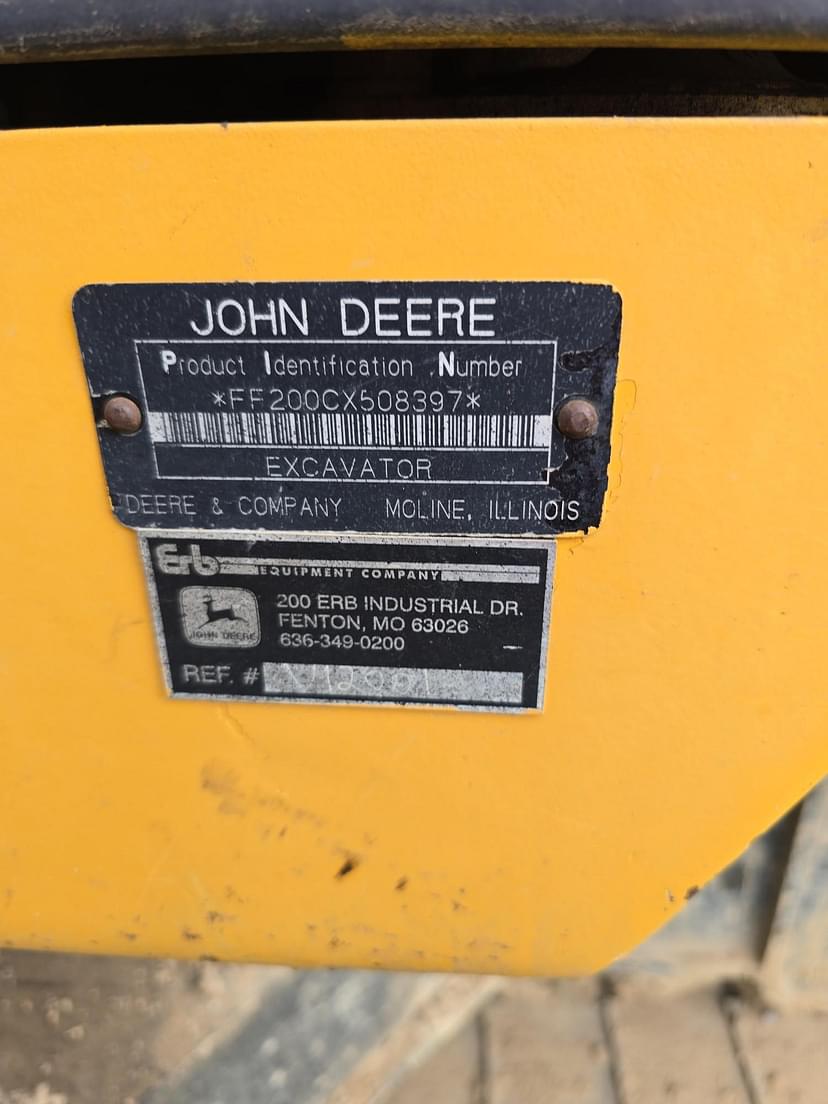 JOHN DEERE
Product Identification Number
*FF200CX508397*
EXCAVATOR
DEERE & COMPANY MOLINE, ILLINOIS
Erb
EQUIPMENT COMPANY
200 ERB INDUSTRIAL DR.
JOHN DEERE
FENTON, MO 63026
636-349-0200
REF. #